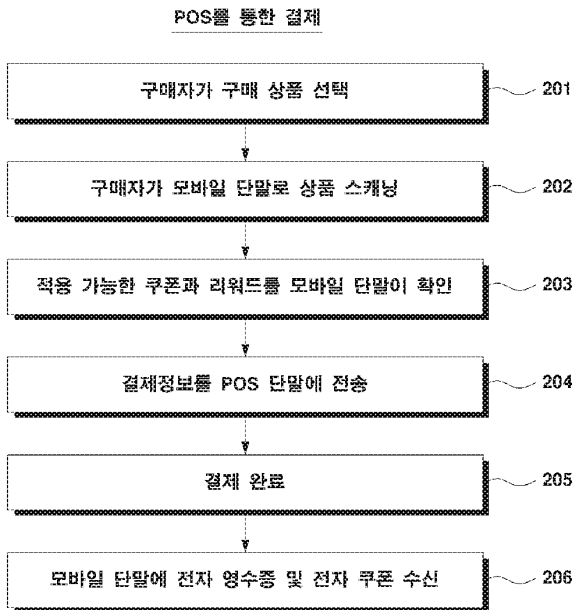 POS를 통한 결제
구매자가 구매 상품 선택 201
구매자가 모바일 단말로 상품 스캐닝 202
적용 가능한 쿠폰과 리워드를 모바일 단말이 확인 203
결제정보를 POS 단말에 전송 204
결제 완료 205
모바일 단말에 전자 영수증 및 전자 쿠폰 수신 206